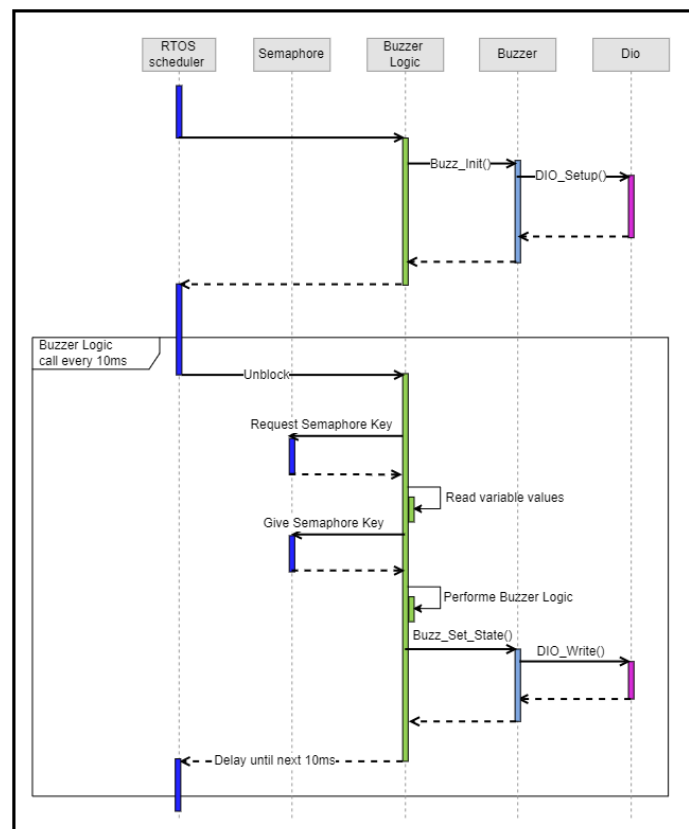 RTOS
scheduler
Semaphore
Buzzer
Logic
Buzzer
Dio
Buzz_Init()
DIO_Setup()
Buzzer Logic
call every 10ms
Unblock
Request Semaphore Key
Read variable values
Give Semaphore Key
Performe Buzzer Logic
Buzz_Set_State()
DIO_Write()
Delay until next 10ms